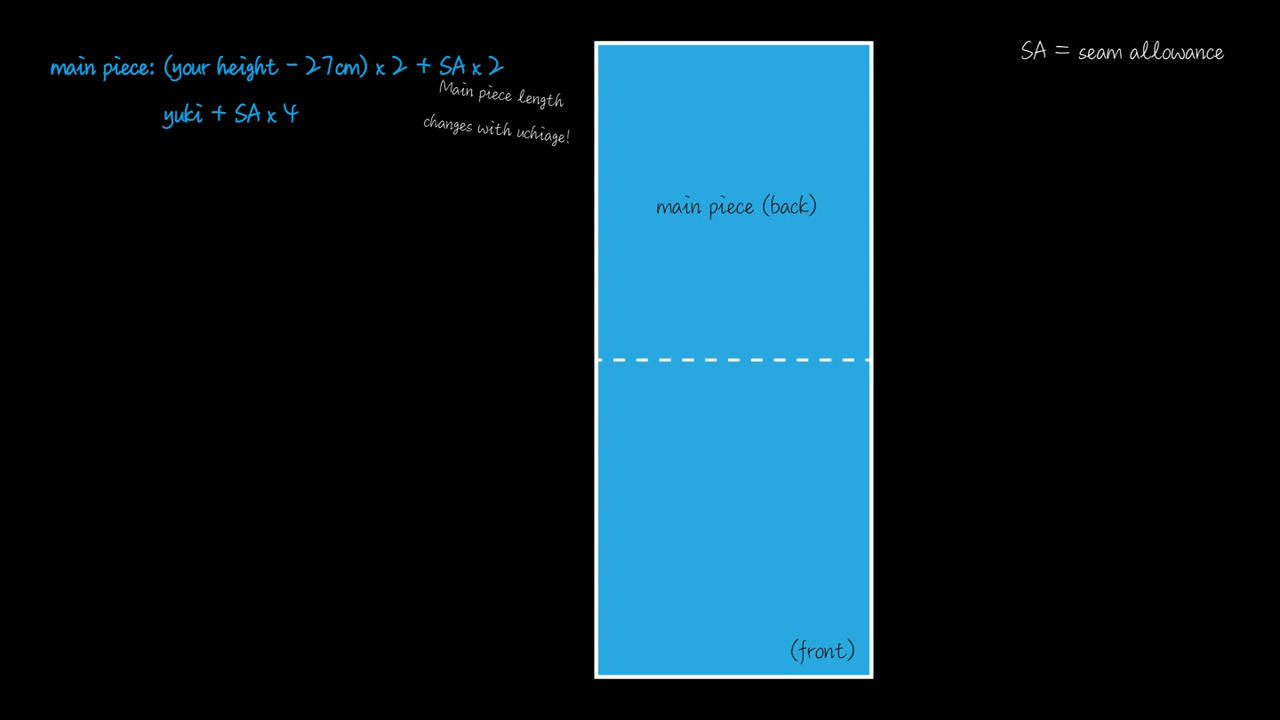 main piece: (your height - 27cm) x 2 + SA x 2
yuki + SA x 4
Main piece length
changes with uchiage!
SA = seam allowance
main piece (back)
(front)